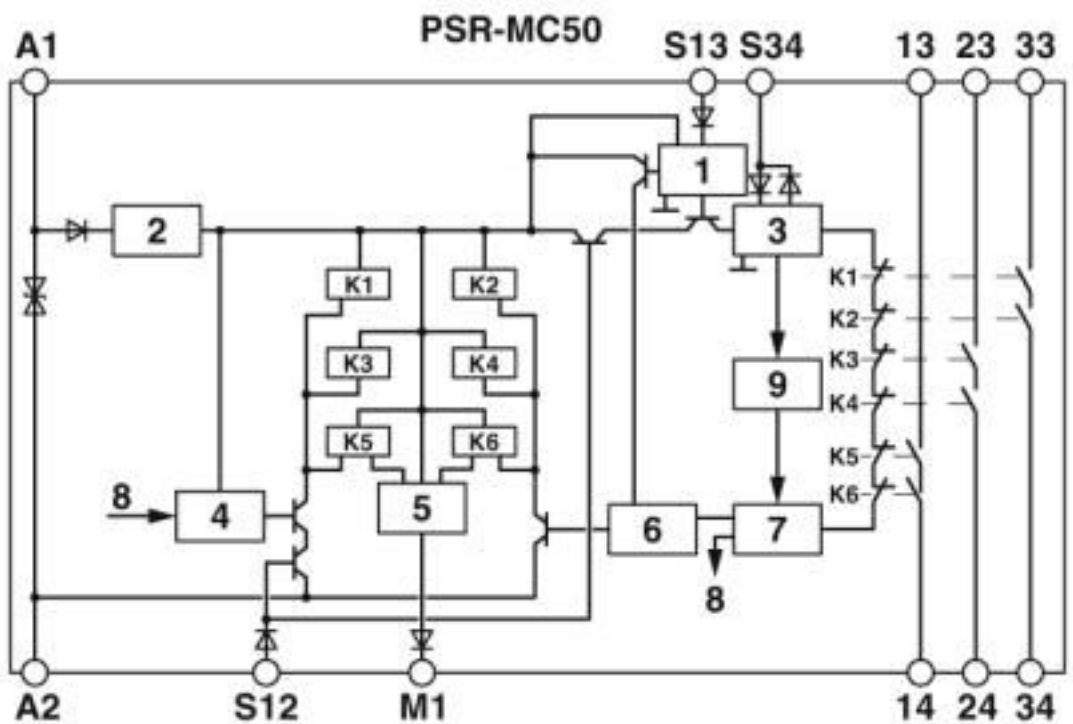 PSR-MC50
A1 S13 S34 13 23 33
1
2 3
K1 K2 K1
K2
K3 K4 9 K3
K4
K5 K6 K5
8 4 5 6 7 K6
8
A2 S12 M1 14 24 34